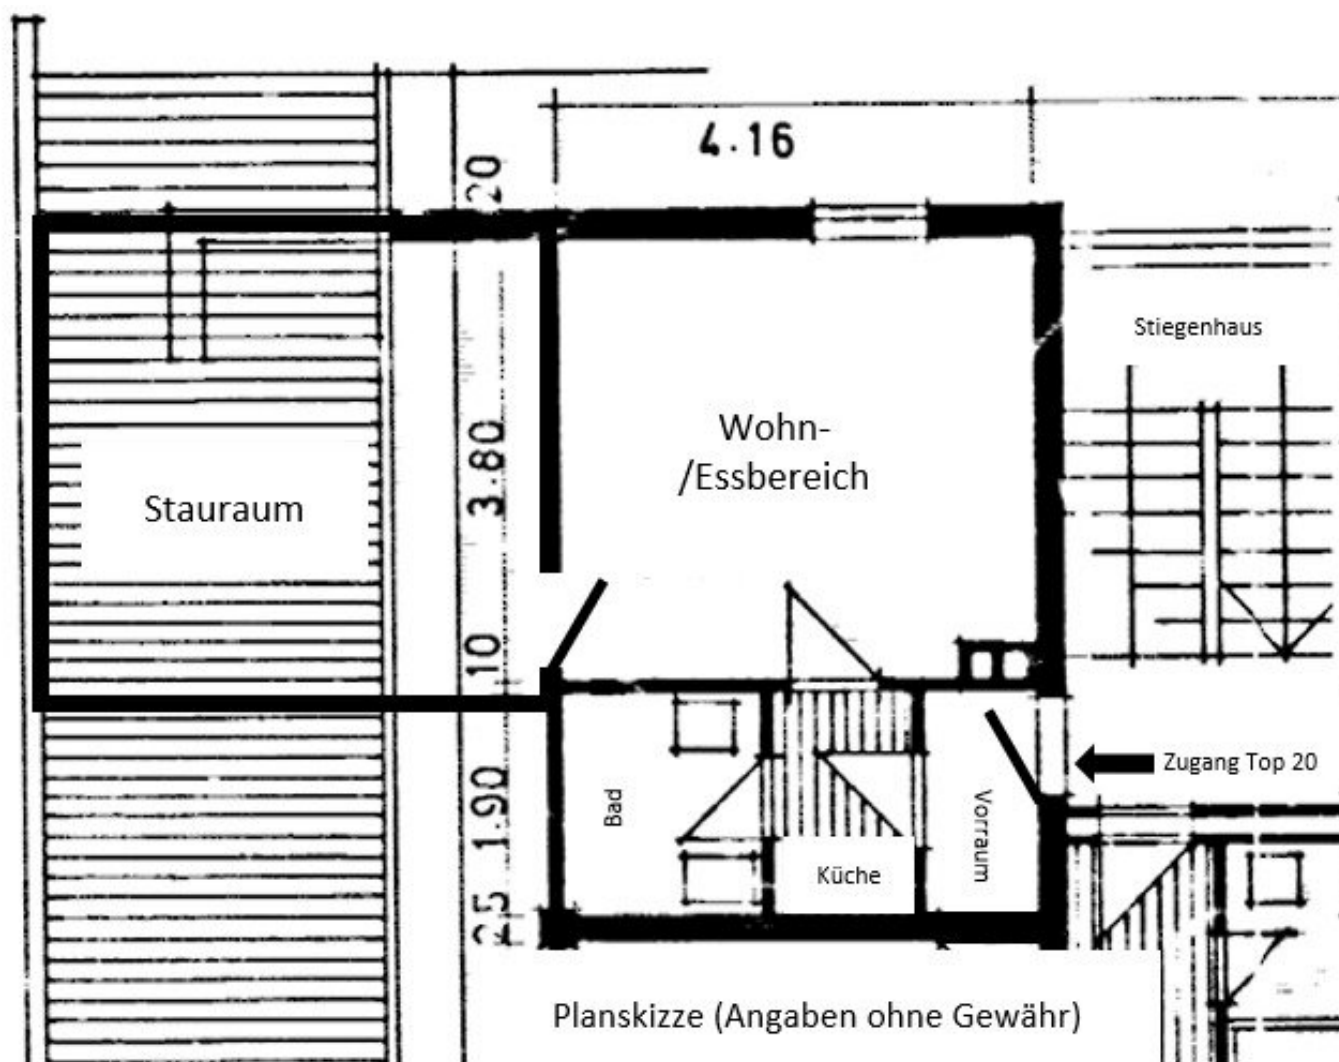 4.16
20
Stiegenhaus
Wohn-
/Essbereich
3.80
Stauraum
10
Zugang Top 20
1.90
Bad
Vorraum
Küche
25
Planskizze (Angaben ohne Gewähr)